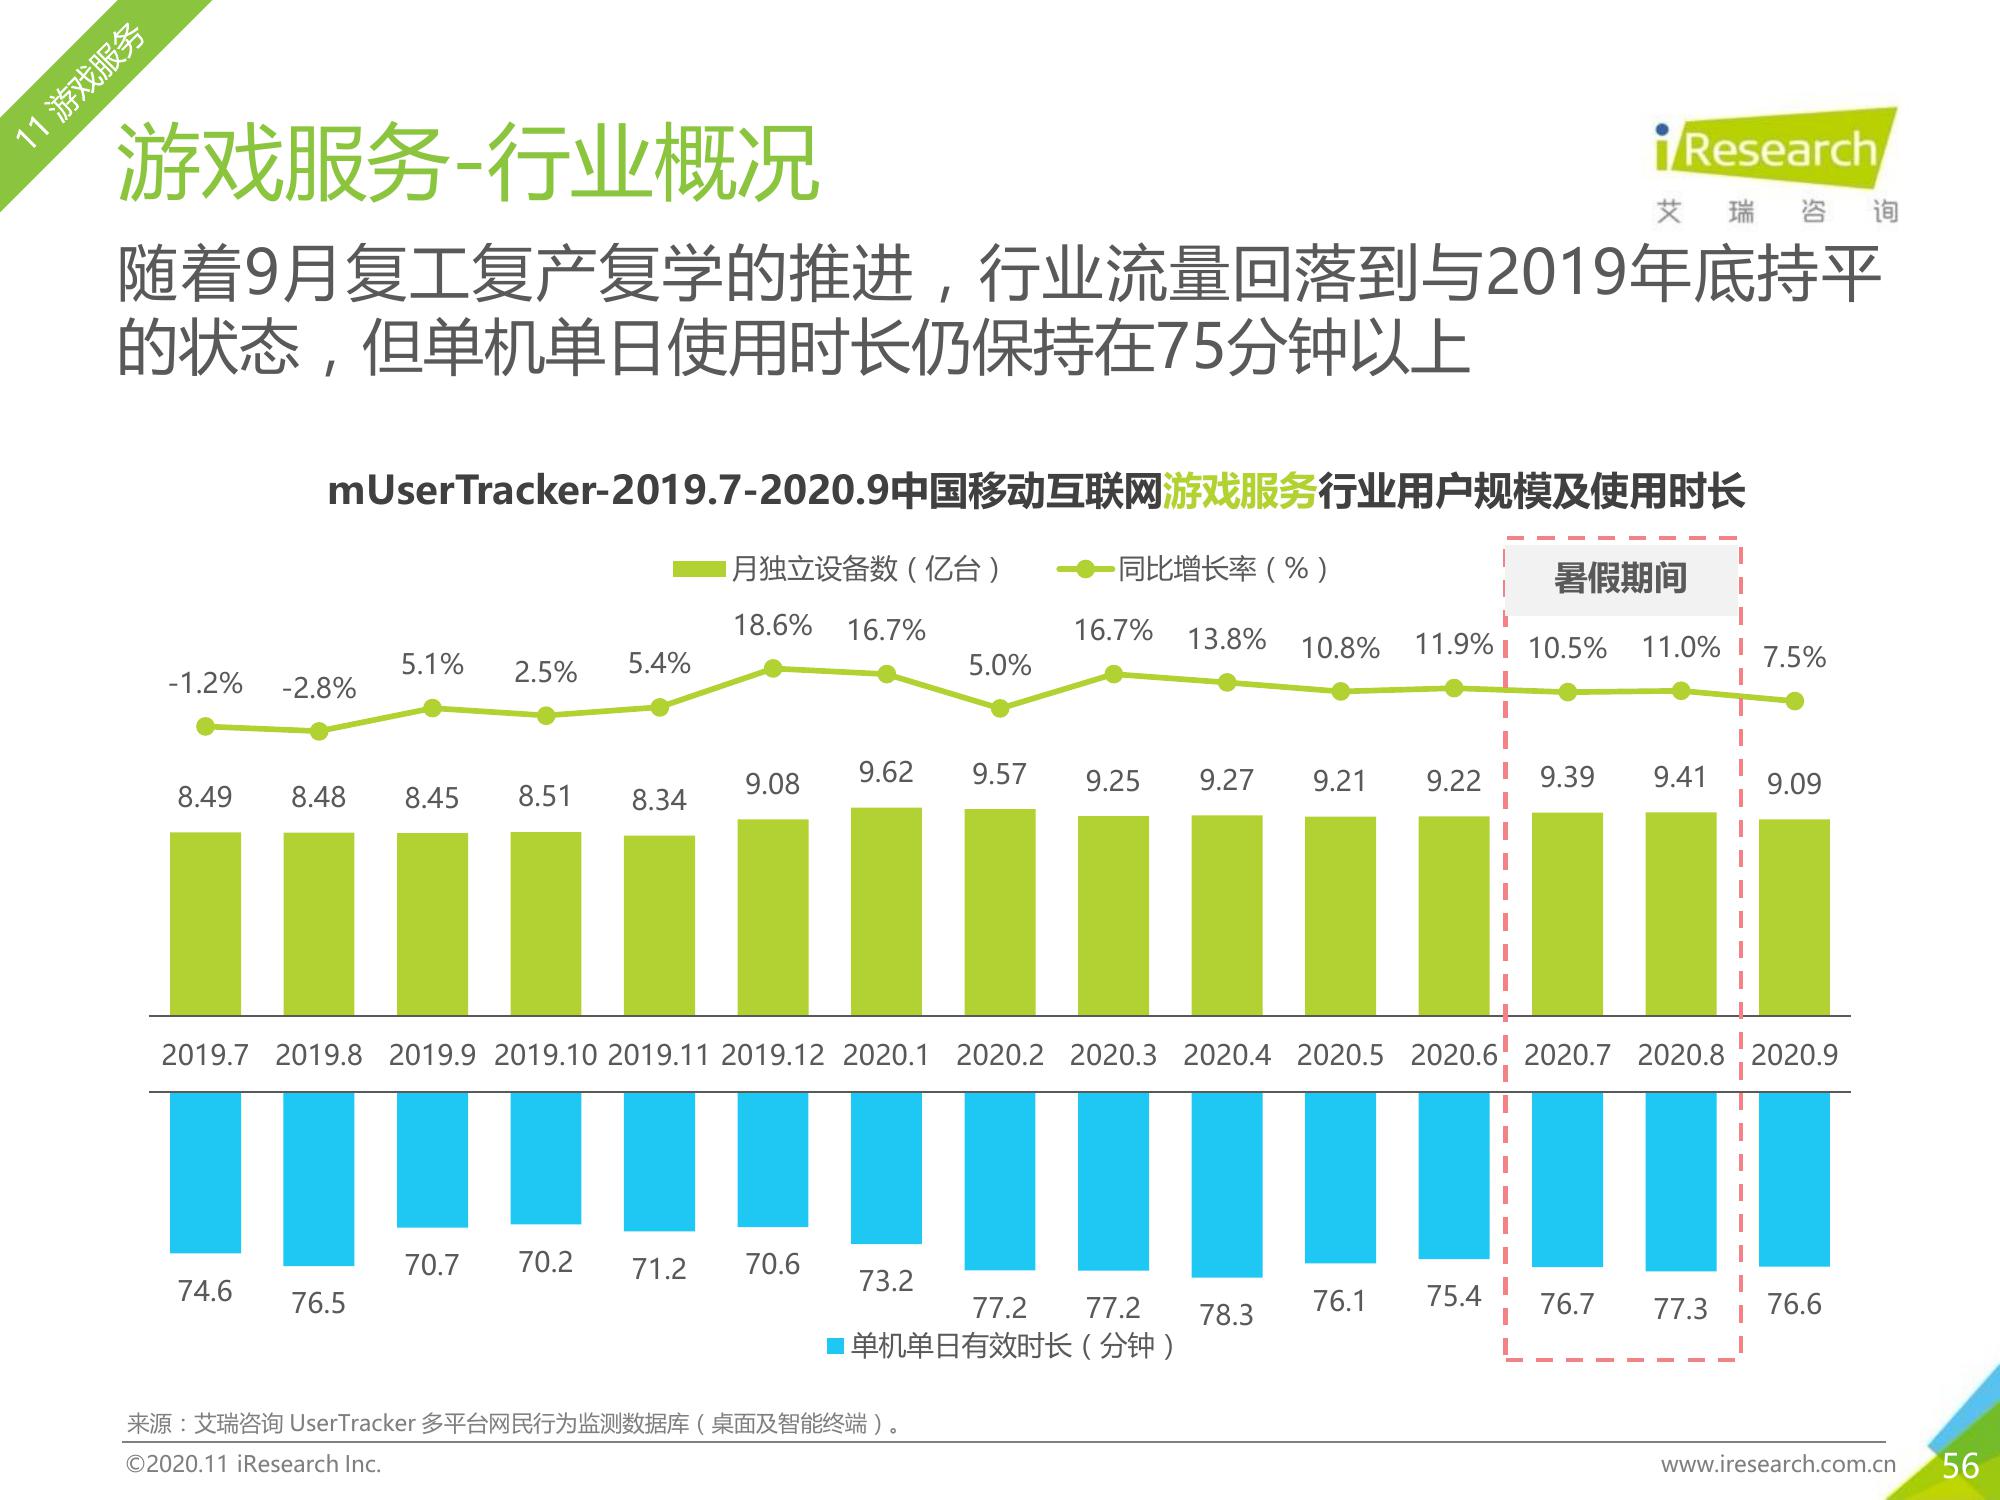 11 游戏服务
游戏服务-行业概况
iResearch
艾瑞咨询
随着9月复工复产复学的推进，行业流量回落到与2019年底持平
的状态，但单机单日使用时长仍保持在75分钟以上
mUserTracker-2019.7-2020.9中国移动互联网游戏服务行业用户规模及使用时长
月独立设备数（亿台） 同比增长率（%）
暑假期间
-1.2% -2.8% 5.1% 2.5% 5.4% 18.6% 16.7% 5.0% 16.7% 13.8% 10.8% 11.9% 10.5% 11.0% 7.5%
8.49 8.48 8.45 8.51 8.34 9.08 9.62 9.57 9.25 9.27 9.21 9.22 9.39 9.41 9.09
2019.7 2019.8 2019.9 2019.10 2019.11 2019.12 2020.1 2020.2 2020.3 2020.4 2020.5 2020.6 2020.7 2020.8 2020.9
74.6 76.5 70.7 70.2 71.2 70.6 73.2 77.2 77.2 78.3 76.1 75.4 76.7 77.3 76.6
单机单日有效时长（分钟）
来源：艾瑞咨询 UserTracker 多平台网民行为监测数据库（桌面及智能终端）。
©2020.11 iResearch Inc.
www.iresearch.com.cn
56